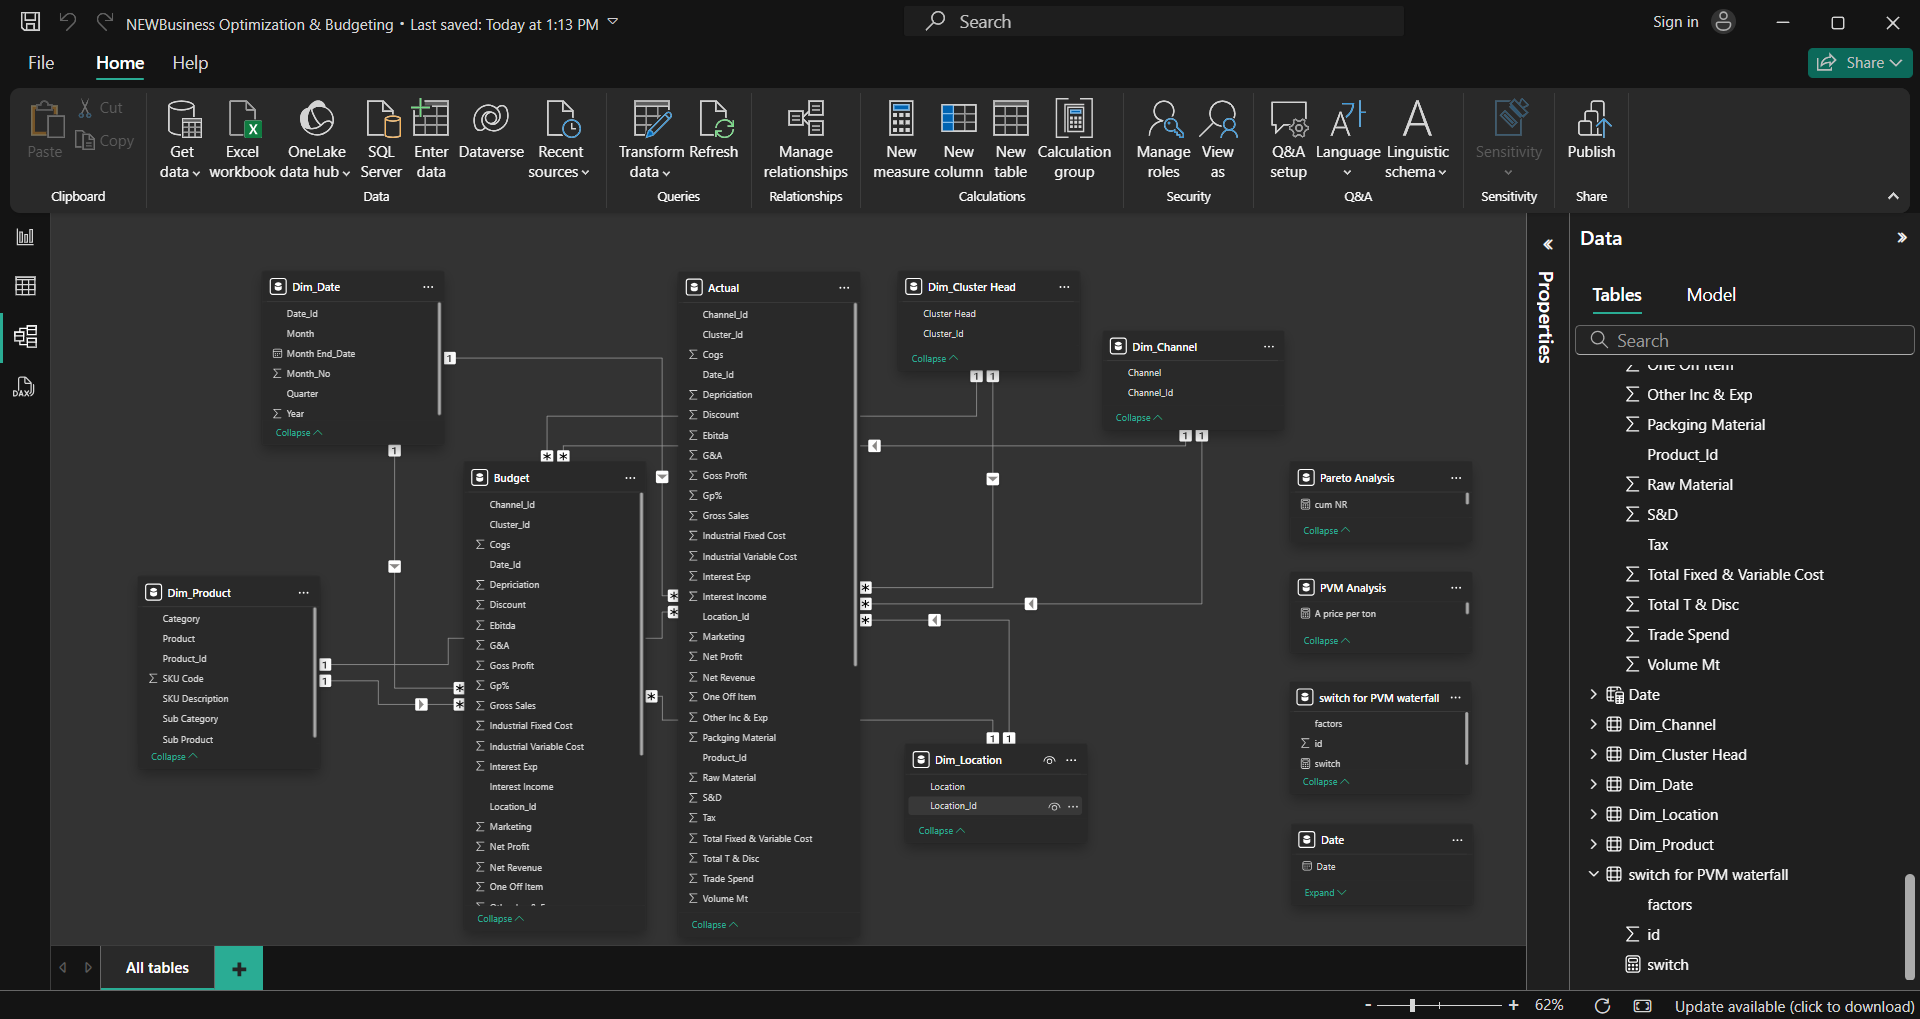 NEWBusiness Optimization & Budgeting • Last saved: Today at 1:13 PM
Search
Sign in
File
Home
Help
Share
Paste
Cut
Copy
Clipboard
Get data
Excel workbook
OneLake data hub
SQL Server
Enter data
Dataverse
Recent sources
Data
Transform data
Refresh
Queries
Manage relationships
Relationships
New measure
New column
New table
Calculation group
Calculations
Manage roles
View as
Security
Q&A setup
Language
Linguistic schema
Q&A
Sensitivity
Sensitivity
Publish
Share
DAX
Dim_Date
Date_Id
Month
Month End_Date
Month_No
Quarter
Year
Collapse
1
1
Dim_Product
Category
Product
Product_Id
SKU Code
SKU Description
Sub Category
Sub Product
Collapse
1
1
Budget
Channel_Id
Cluster_Id
Cogs
Date_Id
Depriciation
Discount
Ebitda
G&A
Goss Profit
Gp%
Gross Sales
Industrial Fixed Cost
Industrial Variable Cost
Interest Exp
Interest Income
Location_Id
Marketing
Net Profit
Net Revenue
One Off Item
Collapse
Actual
Channel_Id
Cluster_Id
Cogs
Date_Id
Depriciation
Discount
Ebitda
G&A
Goss Profit
Gp%
Gross Sales
Industrial Fixed Cost
Industrial Variable Cost
Interest Exp
Interest Income
Location_Id
Marketing
Net Profit
Net Revenue
One Off Item
Other Inc & Exp
Packging Material
Product_Id
Raw Material
S&D
Tax
Total Fixed & Variable Cost
Total T & Disc
Trade Spend
Volume Mt
Collapse
Dim_Cluster Head
Cluster Head
Cluster_Id
Collapse
1 1
Dim_Channel
Channel
Channel_Id
Collapse
1 1
1 1
Dim_Location
Location
Location_Id
Collapse
Pareto Analysis
cum NR
Collapse
PVM Analysis
A price per ton
Collapse
switch for PVM waterfall
factors
id
switch
Collapse
Date
Date
Expand
Properties
Data
Tables
Model
Search
One Off Item
Other Inc & Exp
Packging Material
Product_Id
Raw Material
S&D
Tax
Total Fixed & Variable Cost
Total T & Disc
Trade Spend
Volume Mt
Date
Dim_Channel
Dim_Cluster Head
Dim_Date
Dim_Location
Dim_Product
switch for PVM waterfall
factors
id
switch
All tables
62%
Update available (click to download)